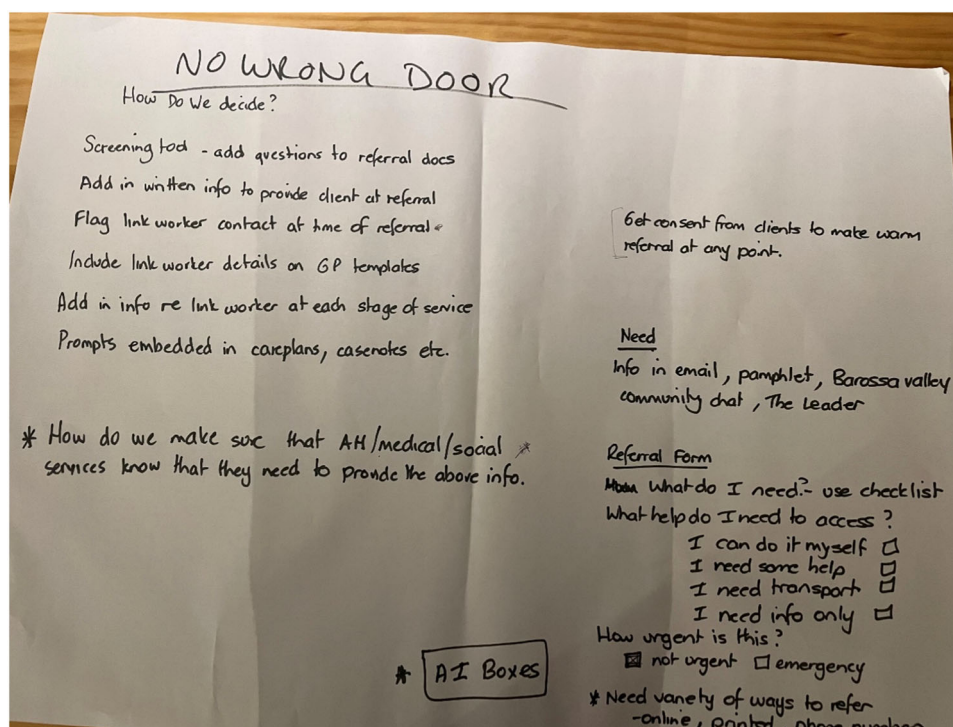 NO WRONG DOOR
How Do We decide?
Screening tool - add questions to referral docs
Add in written info to provide client at referral
Flag link worker contact at time of referral
Include link worker details on GP templates
Add in info re link worker at each stage of service
Prompts embedded in careplans, casenotes etc.
* How do we make sure that AH/medical/social *
services know that they need to provide the above info.
* AI Boxes
Get consent from clients to make warm
referral at any point.
Need
Info in email, pamphlet, Barossa valley
community chat, The Leader
Referral Form
What do I need? - use checklist
What help do I need to access?
I can do it myself ☐
I need some help ☐
I need transport ☐
I need info only ☐
How urgent is this?
☒ not urgent ☐ emergency
* Need variety of ways to refer
- online, printed, phone number